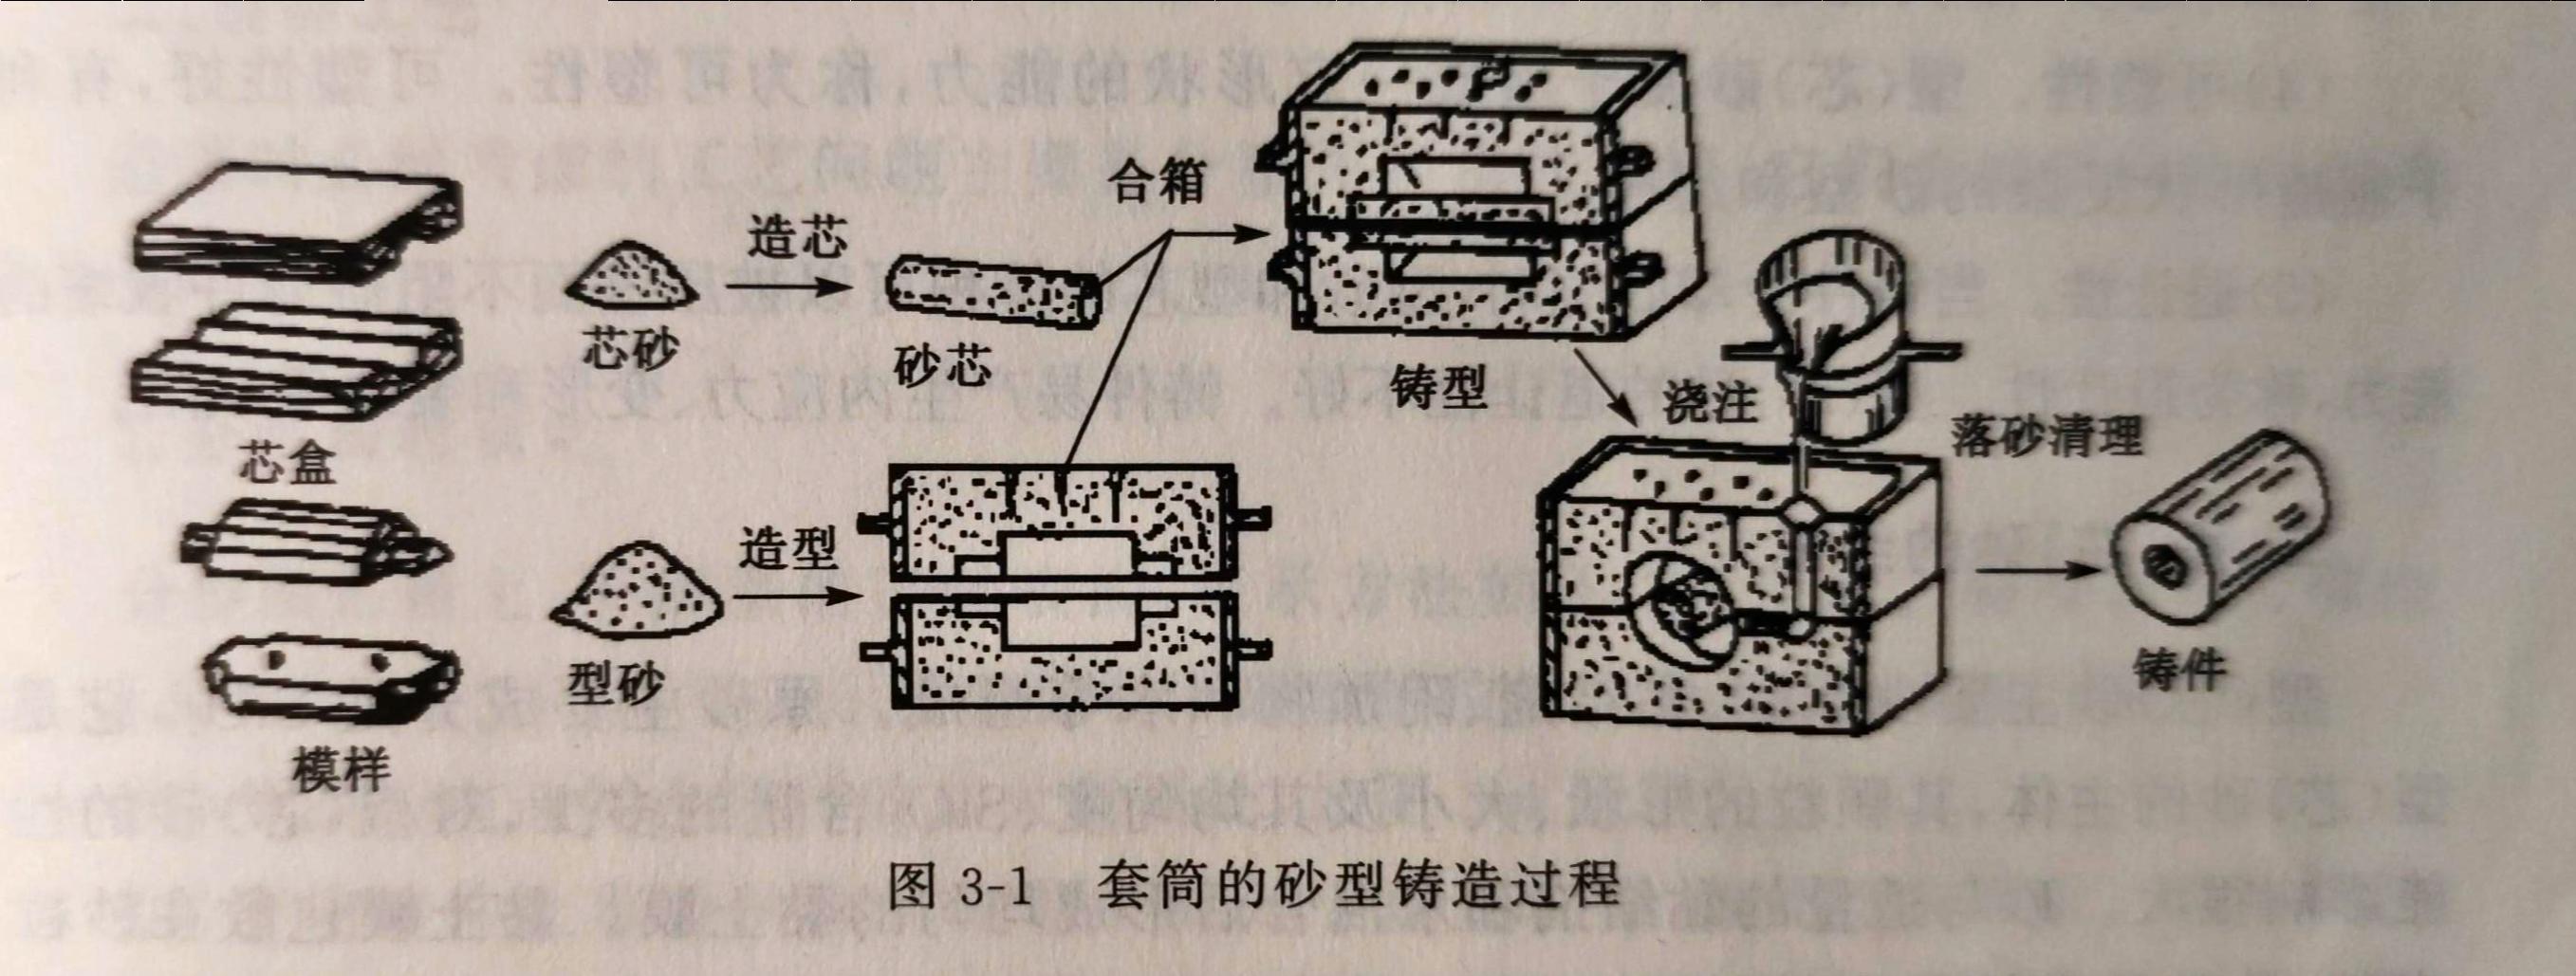 合箱
造芯
芯砂
砂芯
铸型
浇注
落砂清理
芯盒
造型
型砂
铸件
模样
图 3-1 套筒的砂型铸造过程